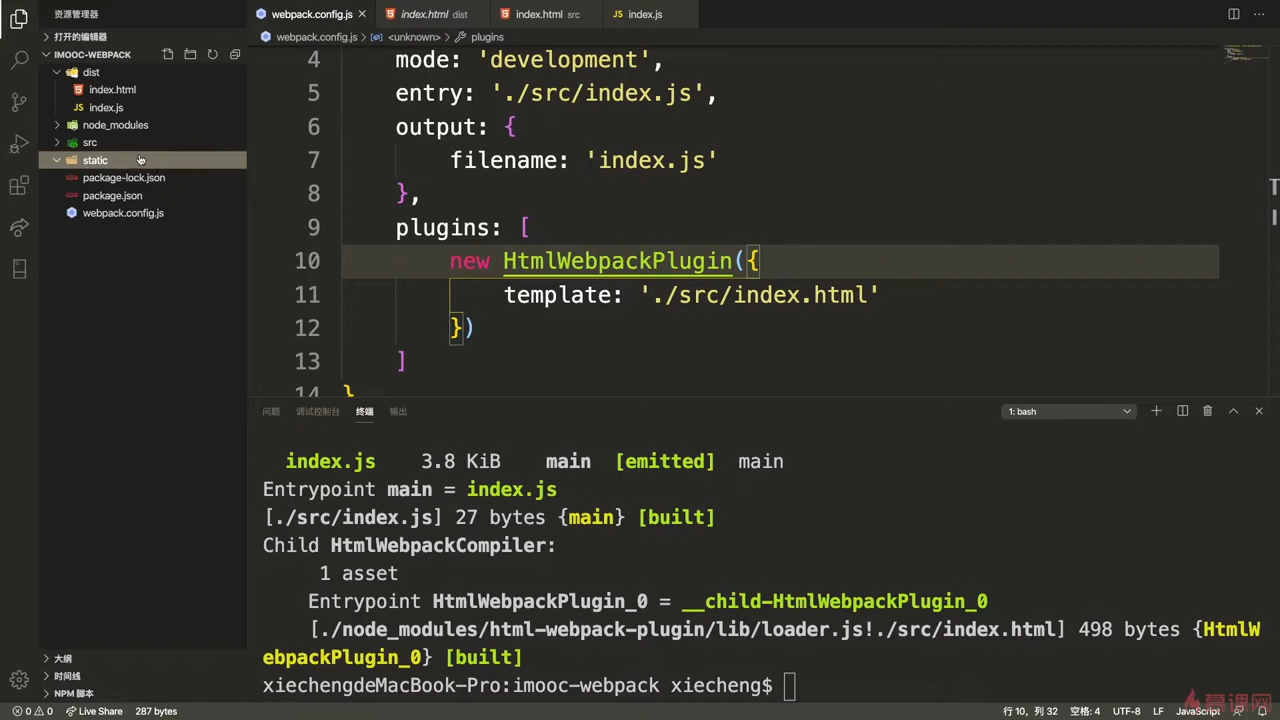 资源管理器
webpack.config.js
index.html dist
index.html src
index.js
打开的编辑器
webpack.config.js > <unknown> > plugins
IMOOC-WEBPACK
dist
index.html
index.js
node_modules
src
static
package-lock.json
package.json
webpack.config.js
4 mode: 'development',
5 entry: './src/index.js',
6 output: {
7 filename: 'index.js'
8 },
9 plugins: [
10 new HtmlWebpackPlugin({
11 template: './src/index.html'
12 })
13 ]
14 }
问题 调试控制台 终端 输出
1: bash
index.js 3.8 KiB main [emitted] main
Entrypoint main = index.js
[./src/index.js] 27 bytes {main} [built]
Child HtmlWebpackCompiler:
1 asset
Entrypoint HtmlWebpackPlugin_0 = __child-HtmlWebpackPlugin_0
[./node_modules/html-webpack-plugin/lib/loader.js!./src/index.html] 498 bytes {HtmlW
ebpackPlugin_0} [built]
xiechengdeMacBook-Pro:imooc-webpack xiecheng$
大纲
时间线
NPM 脚本
0 0 Live Share 287 bytes
行 10, 列 32 空格: 4 UTF-8 LF JavaScript
慕课网